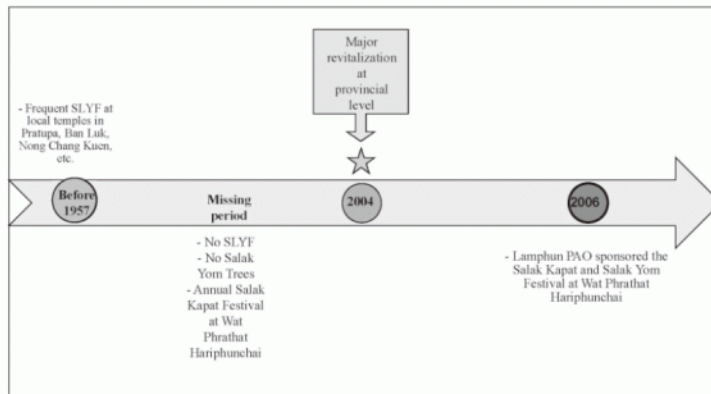 Major
revitalization
at
provincial
level
- Frequent SLYF at
local temples in
Pratupa, Ban Luk,
Nong Chang Kuen,
etc.
Before
1957
Missing
period
2004
2006
- No SLYF
- No Salak
Yom Trees
- Annual Salak
Kapat Festival
at Wat
Phrathat
Hariphunchai
- Lamphun PAO sponsored the
Salak Kapat and Salak Yom
Festival at Wat Phrathat
Hariphunchai